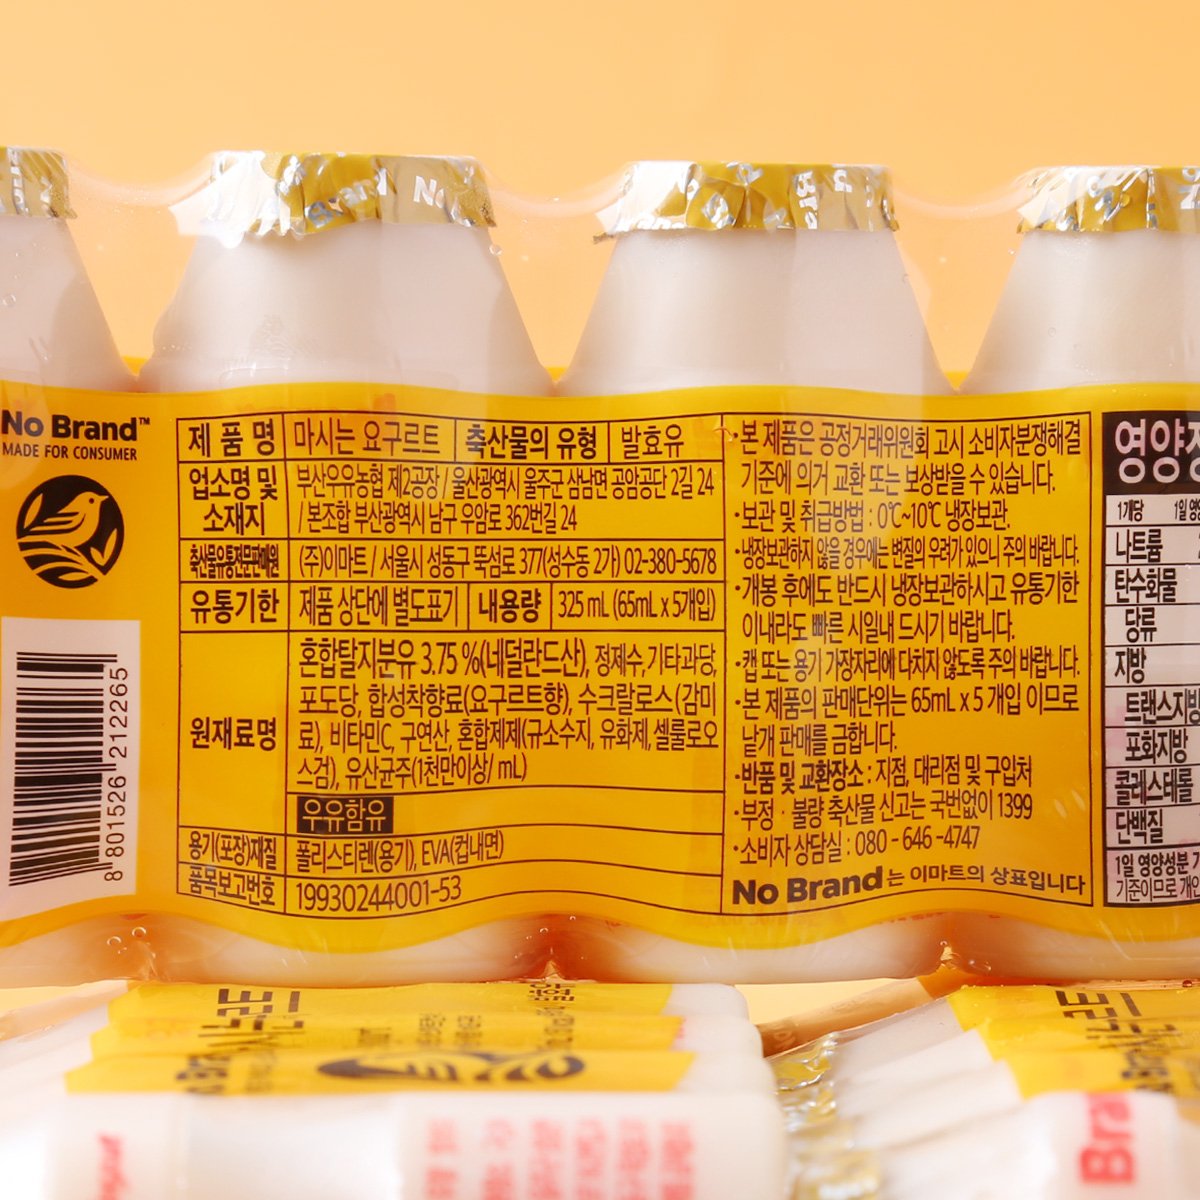 No Brand™
MADE FOR CONSUMER
8 801526 212265
제 품 명 마시는 요구르트 축산물의 유형 발효유
업소명 및 소재지 부산우유농협 제2공장 / 울산광역시 울주군 삼남면 공암공단 2길 24
/ 본조합 부산광역시 남구 우암로 362번길 24
축산물유통전문판매원 (주)이마트 / 서울시 성동구 뚝섬로 377(성수동 2가) 02-380-5678
유통기한 제품 상단에 별도표기 내용량 325 mL (65mL x 5개입)
원재료명 혼합탈지분유 3.75 %(네덜란드산), 정제수,기타과당,
포도당, 합성착향료(요구르트향), 수크랄로스(감미
료), 비타민C, 구연산, 혼합제제(규소수지, 유화제, 셀룰로오
스검), 유산균주(1천만이상/ mL)
우유함유
용기(포장)재질 폴리스티렌(용기), EVA(컵내면)
품목보고번호 19930244001-53
·본 제품은 공정거래위원회 고시 소비자분쟁해결
기준에 의거 교환 또는 보상받을 수 있습니다.
·보관 및 취급방법 : 0℃~10℃ 냉장보관.
·냉장보관하지 않을 경우에는 변질의 우려가 있으니 주의 바랍니다.
·개봉 후에도 반드시 냉장보관하시고 유통기한
이내라도 빠른 시일내 드시기 바랍니다.
·캡 또는 용기 가장자리에 다치지 않도록 주의 바랍니다.
·본 제품의 판매단위는 65mL x 5 개입 이므로
낱개 판매를 금합니다.
·반품 및 교환장소 : 지점, 대리점 및 구입처
·부정 · 불량 축산물 신고는 국번없이 1399
·소비자 상담실 : 080 - 646 -4747
No Brand는 이마트의 상표입니다
영양정
1개당 1일 영양
나트륨
탄수화물
당류
지방
트랜스지방
포화지방
콜레스테롤
단백질
1일 영양성분 기
기준이므로 개인
Bra